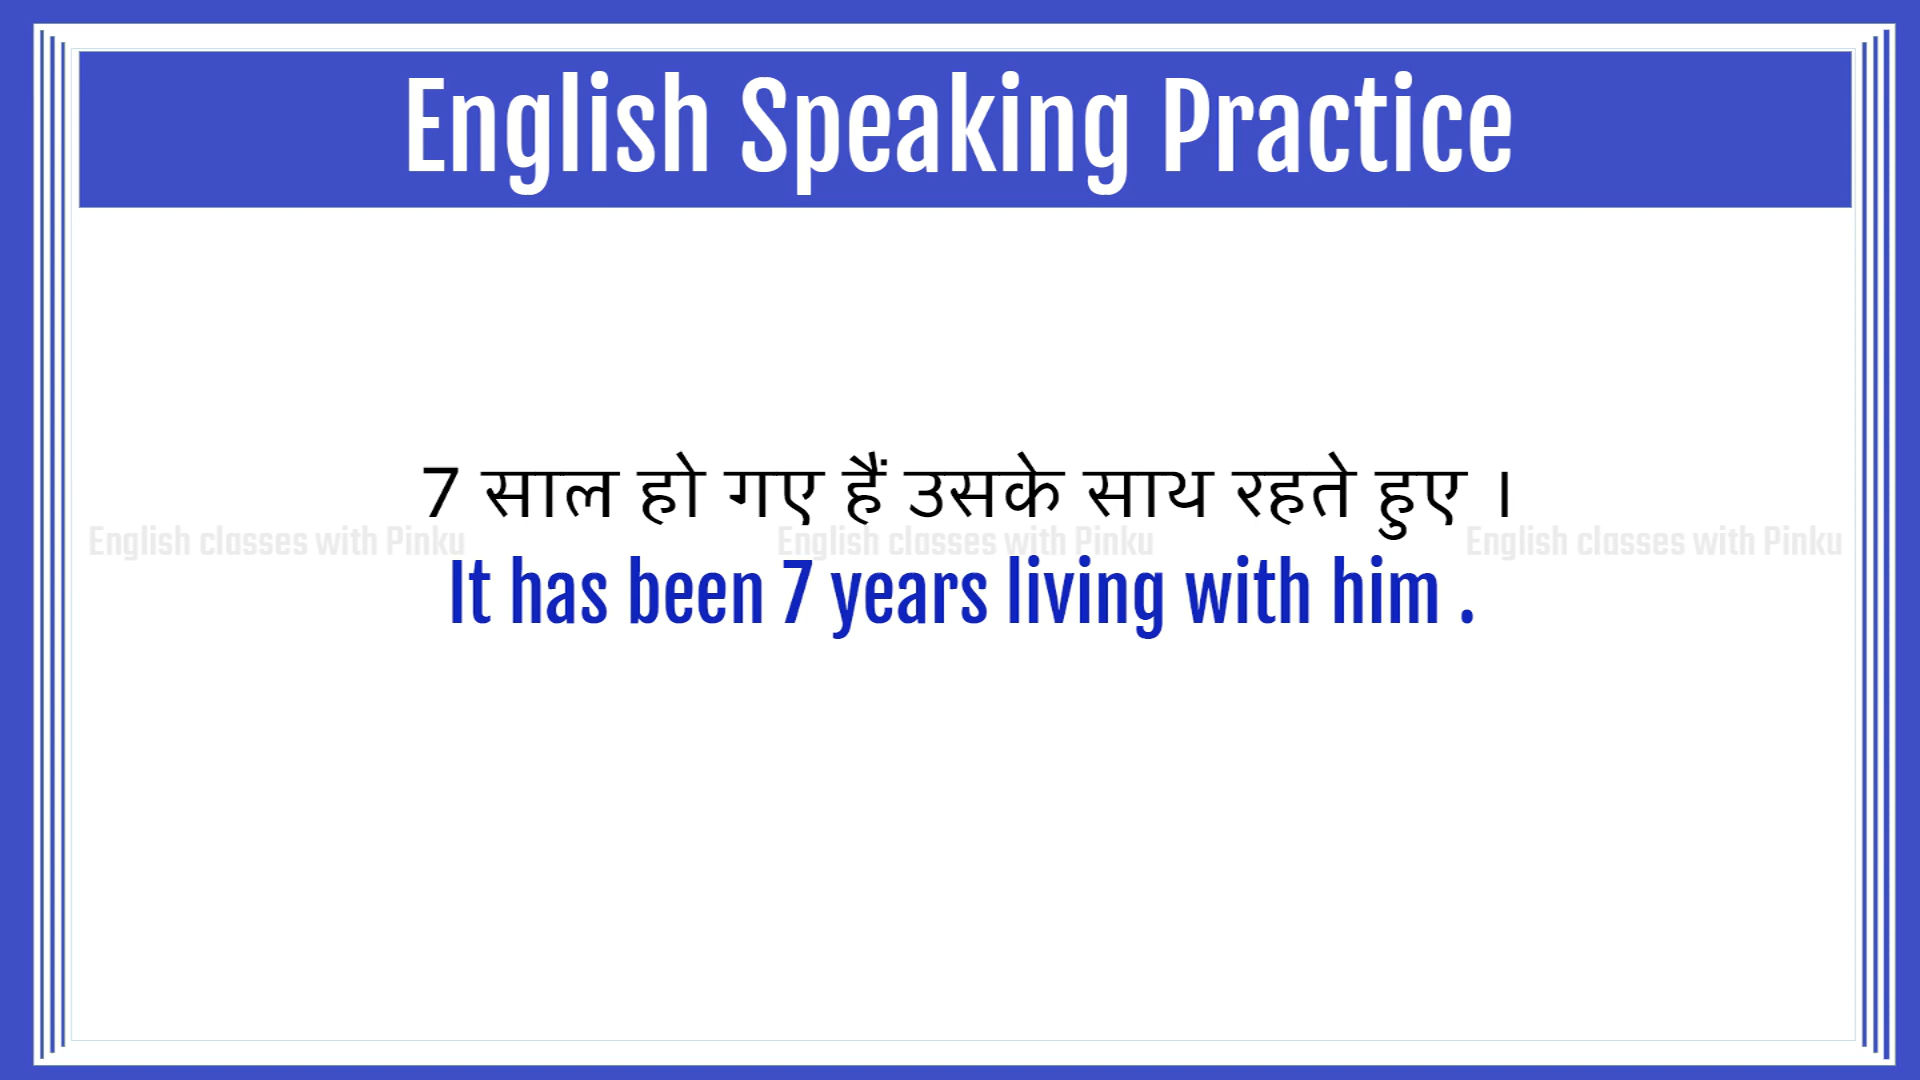 English Speaking Practice
7 साल हो गए हैं उसके साथ रहते हुए ।
English classes with Pinku English classes with Pinku English classes with Pinku
It has been 7 years living with him .